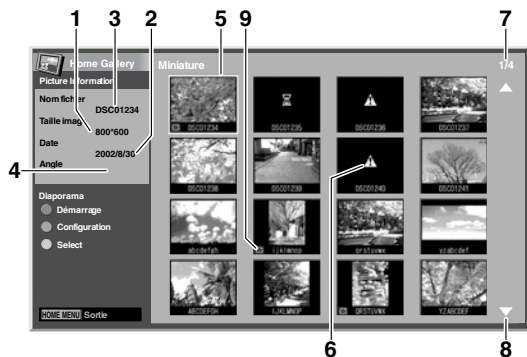 1 3 2 5 9 7
Home Gallery
Miniature
1/4
Picture Information
Nom ficher
DSC01234
Taille image
800*600
Date
2002/8/30
Angle
4
Diaporama
Démarrage
Configuration
Select
HOME MENU Sortie
DSC01234 DSC01235 DSC01236 DSC01237
DSC01238 DSC01239 DSC01240 DSC01241
abcdefgh ijklmnop qrstuvwx yzabcdef
ABCDEFGH IJKLMNOP QRSTUVWX YZABCDEF
6 8